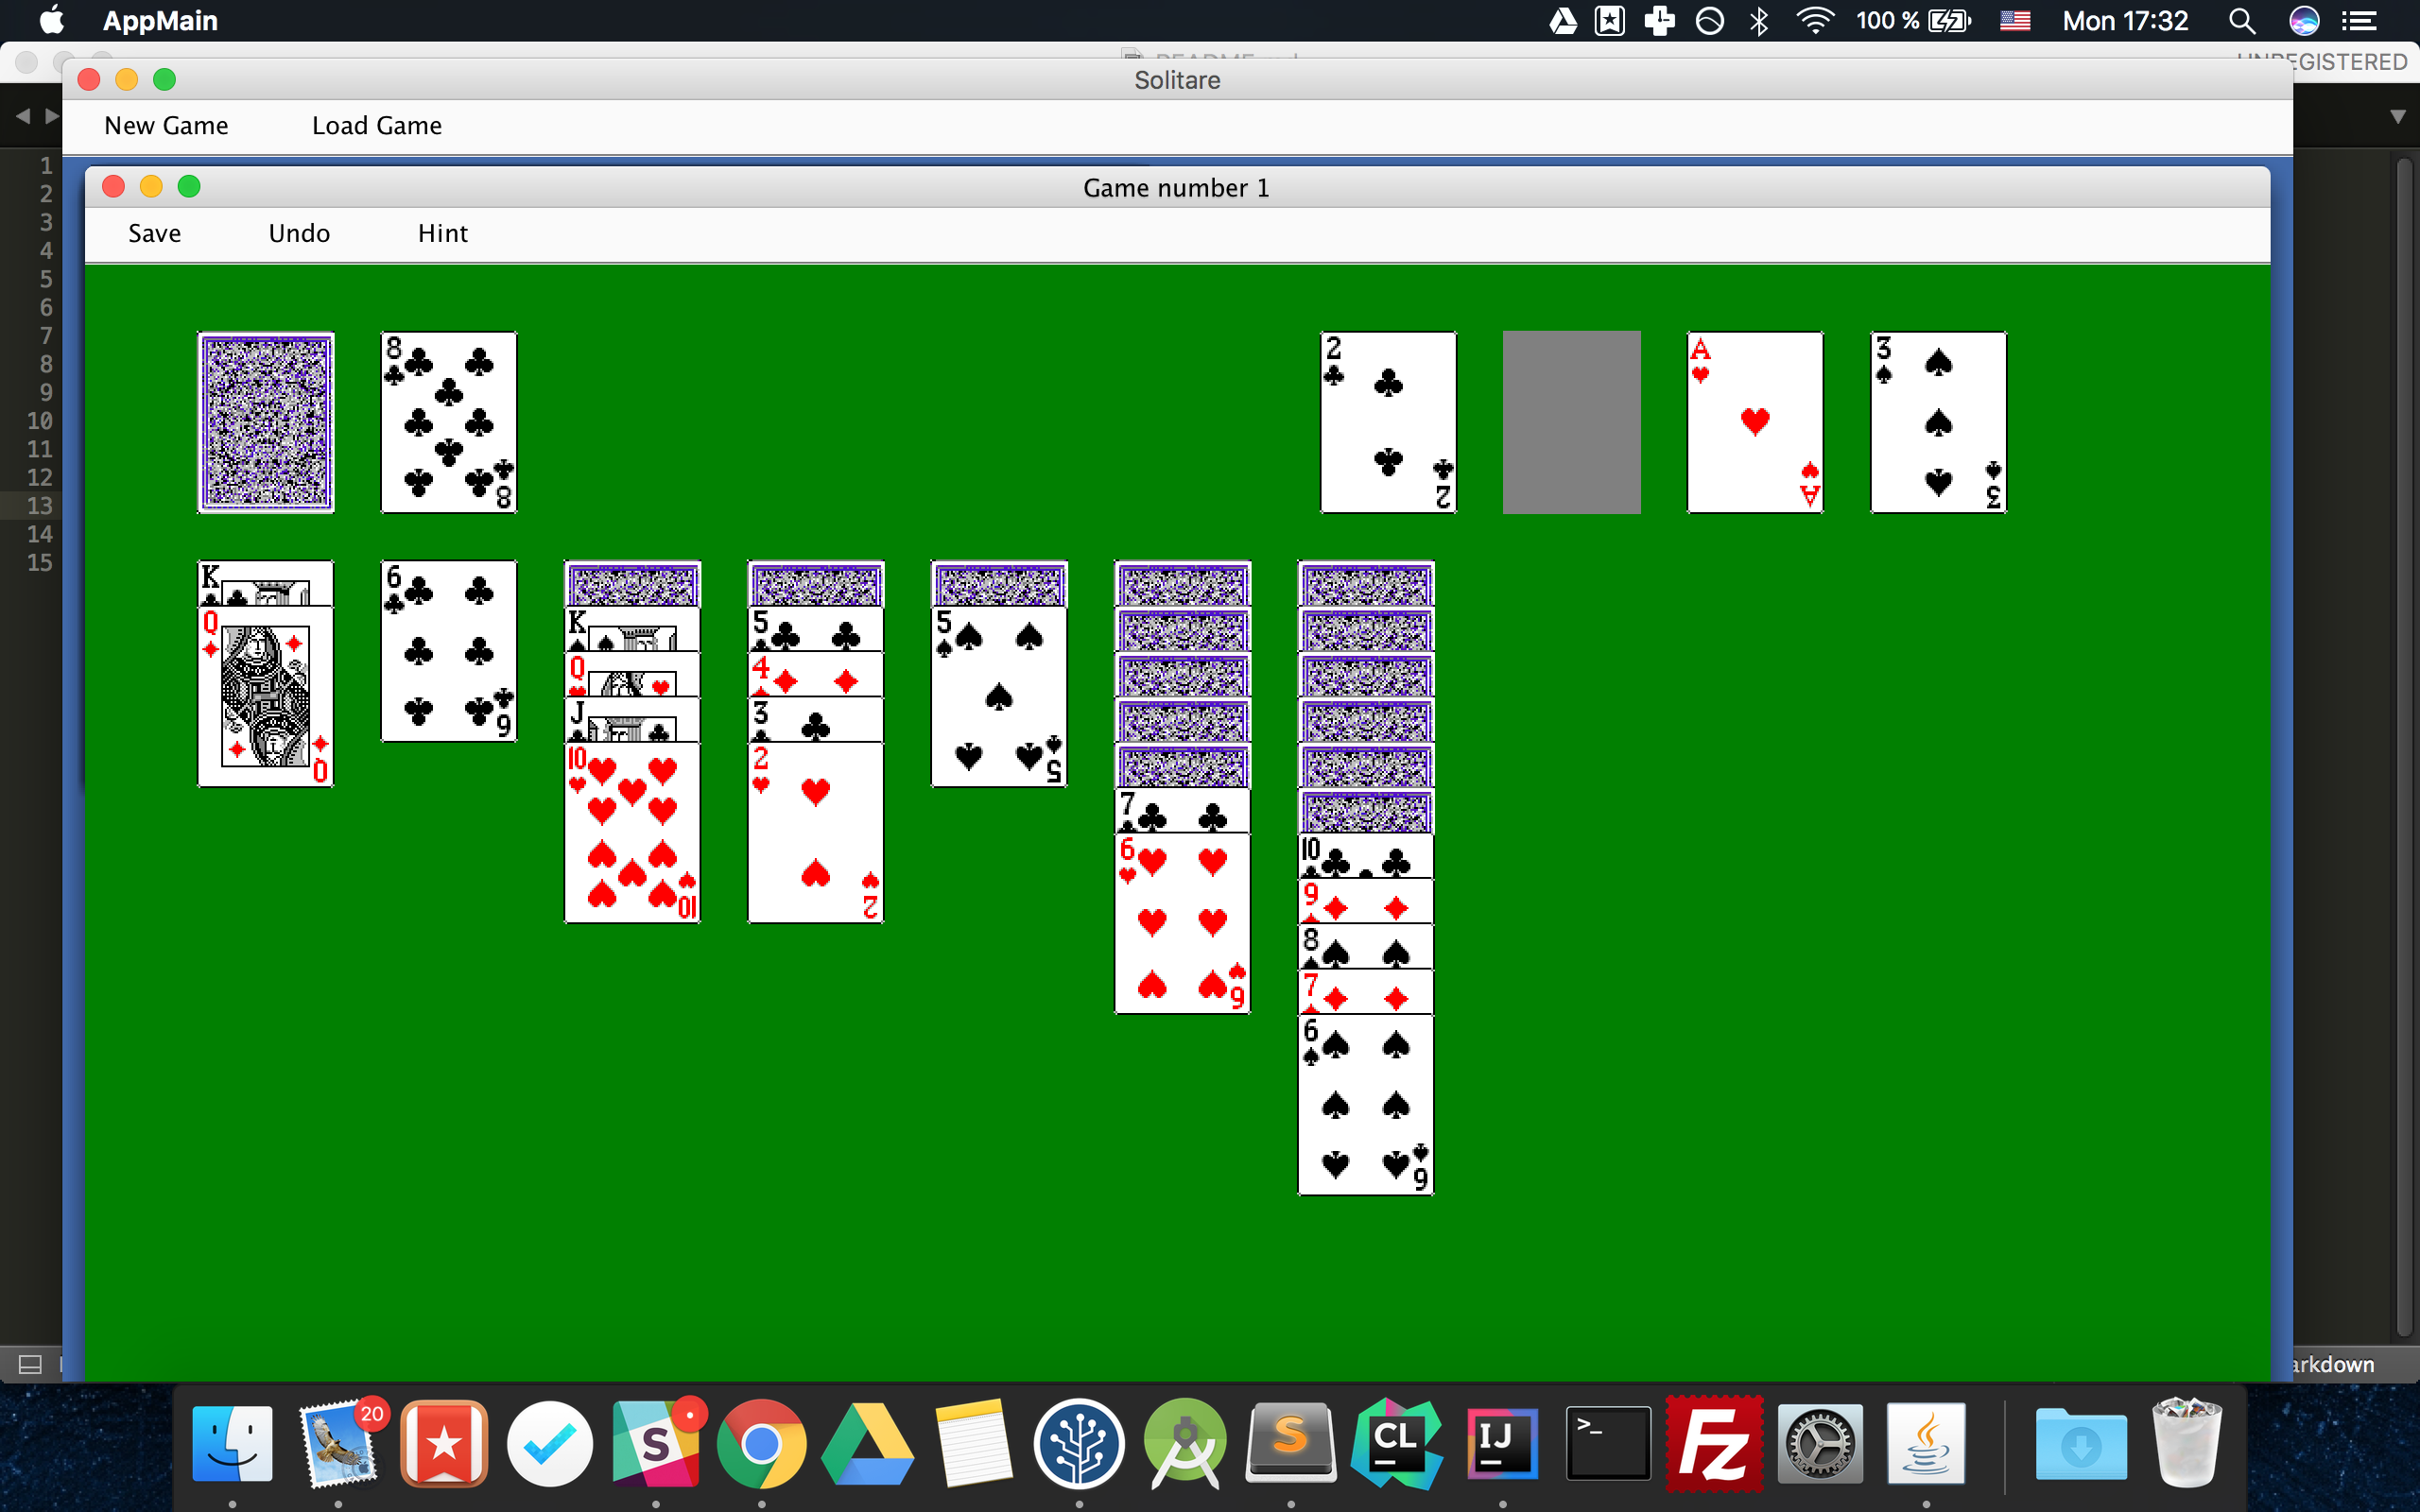 AppMain
100 %
Mon 17:32
EGISTERED
Solitare
New Game
Load Game
Game number 1
Save
Undo
Hint
1
2
3
4
5
6
7
8
9
10
11
12
13
14
15
8
8
2
2
A
A
3
3
K
6
6
Q
Q
K
Q
J
10
10
5
4
3
2
2
5
5
7
6
6
10
9
8
7
6
6
arkdown
20
S
S
CL
IJ
>_
Fz